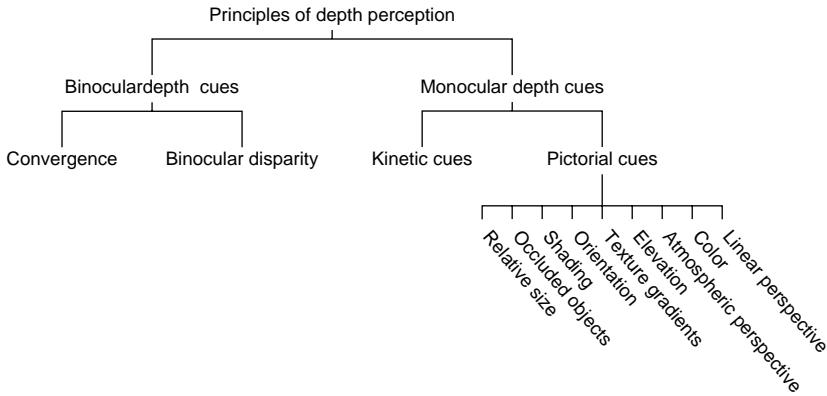 Principles of depth perception
Binoculardepth cues
Monocular depth cues
Convergence
Binocular disparity
Kinetic cues
Pictorial cues
Relative size
Occluded objects
Shading
Orientation
Texture gradients
Elevation
Atmospheric perspective
Color
Linear perspective